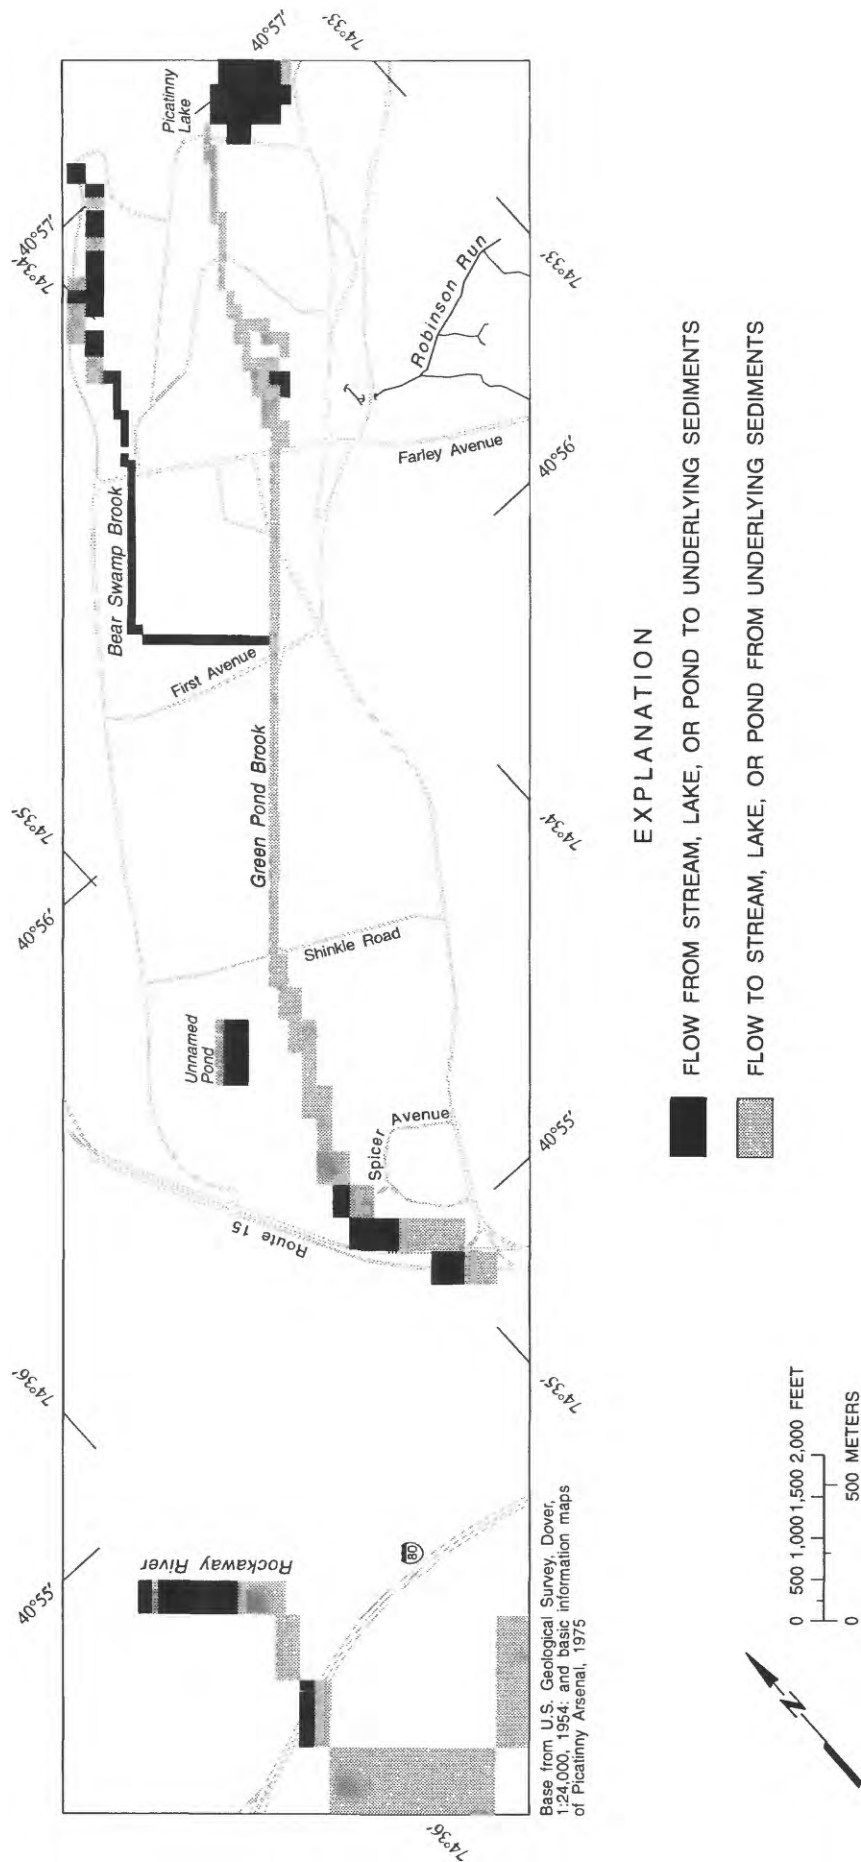 40°57'
74°33'
Picatinny
Lake
40°57'
74°34'
Robinson Run
74°33'
Farley Avenue
40°56'
Bear Swamp Brook
First Avenue
Green Pond Brook
74°35'
40°56'
74°34'
Shinkle Road
Unnamed
Pond
Spicer
Avenue
40°55'
Route 15
74°36'
74°35'
Rockaway River
80
40°55'
74°36'
Base from U.S. Geological Survey, Dover,
1:24,000, 1954: and basic information maps
of Picatinny Arsenal, 1975
EXPLANATION
FLOW FROM STREAM, LAKE, OR POND TO UNDERLYING SEDIMENTS
FLOW TO STREAM, LAKE, OR POND FROM UNDERLYING SEDIMENTS
0 500 1,000 1,500 2,000 FEET
0 500 METERS
N